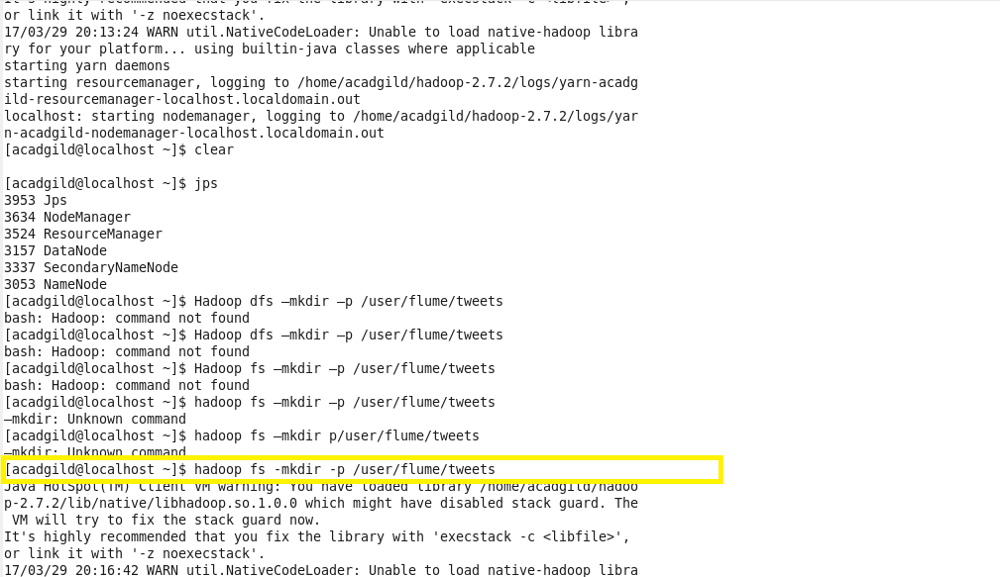 It's highly recommended that you fix the library with 'execstack -c <libfile>',
or link it with '-z noexecstack'.
17/03/29 20:13:24 WARN util.NativeCodeLoader: Unable to load native-hadoop libra
ry for your platform... using builtin-java classes where applicable
starting yarn daemons
starting resourcemanager, logging to /home/acadgild/hadoop-2.7.2/logs/yarn-acadg
ild-resourcemanager-localhost.localdomain.out
localhost: starting nodemanager, logging to /home/acadgild/hadoop-2.7.2/logs/yar
n-acadgild-nodemanager-localhost.localdomain.out
[acadgild@localhost ~]$ clear
[acadgild@localhost ~]$ jps
3953 Jps
3634 NodeManager
3524 ResourceManager
3157 DataNode
3337 SecondaryNameNode
3053 NameNode
[acadgild@localhost ~]$ Hadoop dfs –mkdir –p /user/flume/tweets
bash: Hadoop: command not found
[acadgild@localhost ~]$ Hadoop dfs –mkdir –p /user/flume/tweets
bash: Hadoop: command not found
[acadgild@localhost ~]$ Hadoop fs –mkdir –p /user/flume/tweets
bash: Hadoop: command not found
[acadgild@localhost ~]$ hadoop fs –mkdir –p /user/flume/tweets
–mkdir: Unknown command
[acadgild@localhost ~]$ hadoop fs –mkdir p/user/flume/tweets
–mkdir: Unknown command
[acadgild@localhost ~]$ hadoop fs -mkdir -p /user/flume/tweets
Java HotSpot(TM) Client VM warning: You have loaded library /home/acadgild/hadoo
p-2.7.2/lib/native/libhadoop.so.1.0.0 which might have disabled stack guard. The
 VM will try to fix the stack guard now.
It's highly recommended that you fix the library with 'execstack -c <libfile>',
or link it with '-z noexecstack'.
17/03/29 20:16:42 WARN util.NativeCodeLoader: Unable to load native-hadoop libra